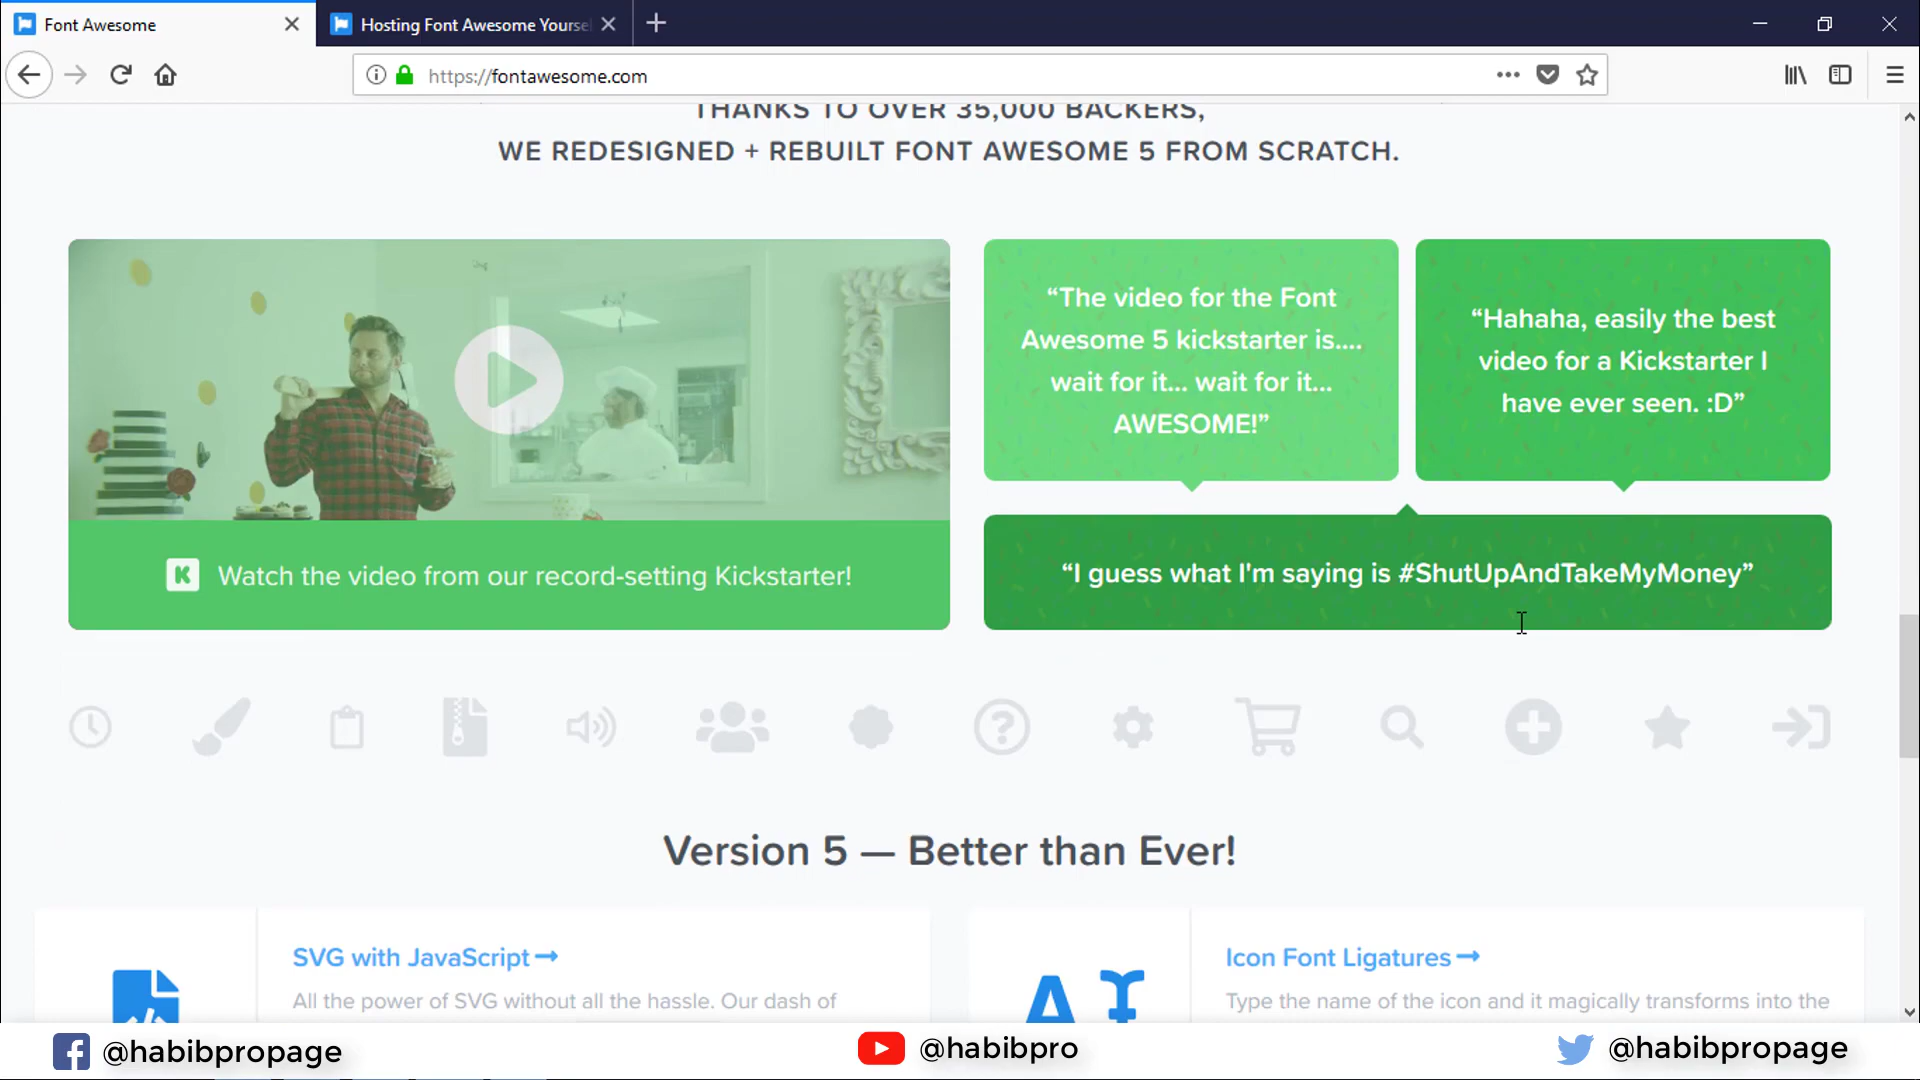 Font Awesome
Hosting Font Awesome Yourse
https://fontawesome.com
THANKS TO OVER 35,000 BACKERS,
WE REDESIGNED + REBUILT FONT AWESOME 5 FROM SCRATCH.
“The video for the Font
Awesome 5 kickstarter is....
wait for it... wait for it...
AWESOME!”
“Hahaha, easily the best
video for a Kickstarter I
have ever seen. :D”
K Watch the video from our record-setting Kickstarter!
“I guess what I'm saying is #ShutUpAndTakeMyMoney”
Version 5 — Better than Ever!
SVG with JavaScript
All the power of SVG without all the hassle. Our dash of
Icon Font Ligatures
Type the name of the icon and it magically transforms into the
@habibpropage
@habibpro
@habibpropage